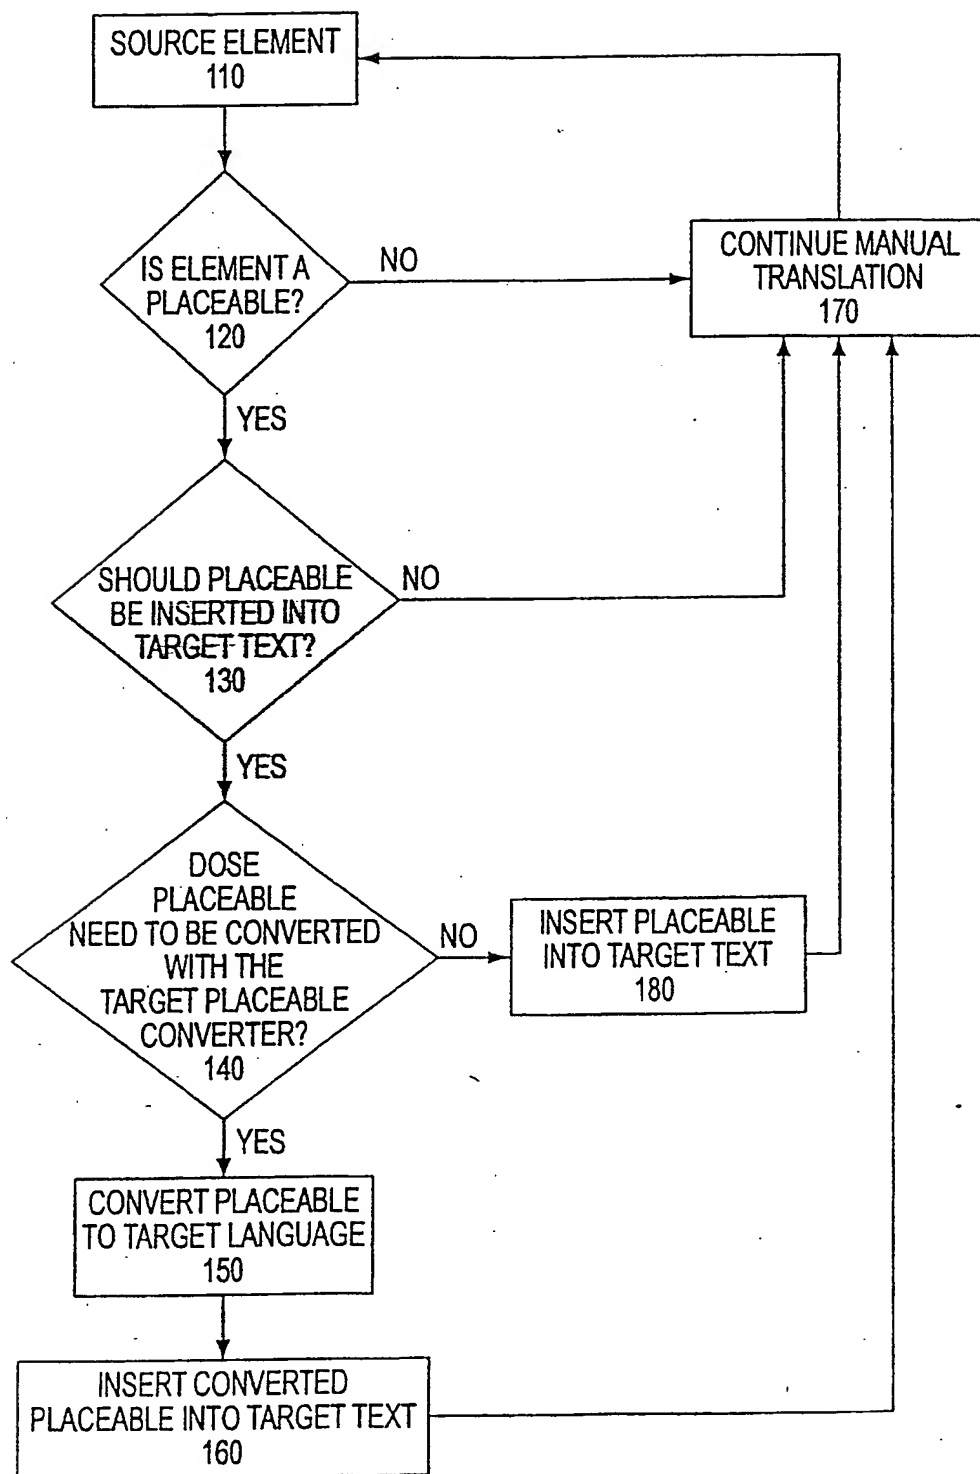 SOURCE ELEMENT
110
IS ELEMENT A
PLACEABLE?
120
NO
CONTINUE MANUAL
TRANSLATION
170
YES
SHOULD PLACEABLE
BE INSERTED INTO
TARGET TEXT?
130
NO
YES
DOSE
PLACEABLE
NEED TO BE CONVERTED
WITH THE
TARGET PLACEABLE
CONVERTER?
140
NO
INSERT PLACEABLE
INTO TARGET TEXT
180
YES
CONVERT PLACEABLE
TO TARGET LANGUAGE
150
INSERT CONVERTED
PLACEABLE INTO TARGET TEXT
160